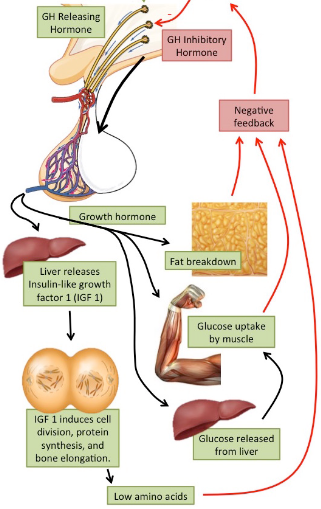 GH Releasing
Hormone
GH Inhibitory
Hormone
Negative
feedback
Growth hormone
Liver releases
Insulin-like growth
factor 1 (IGF 1)
Fat breakdown
Glucose uptake
by muscle
IGF 1 induces cell
division, protein
synthesis, and
bone elongation.
Glucose released
from liver
Low amino acids